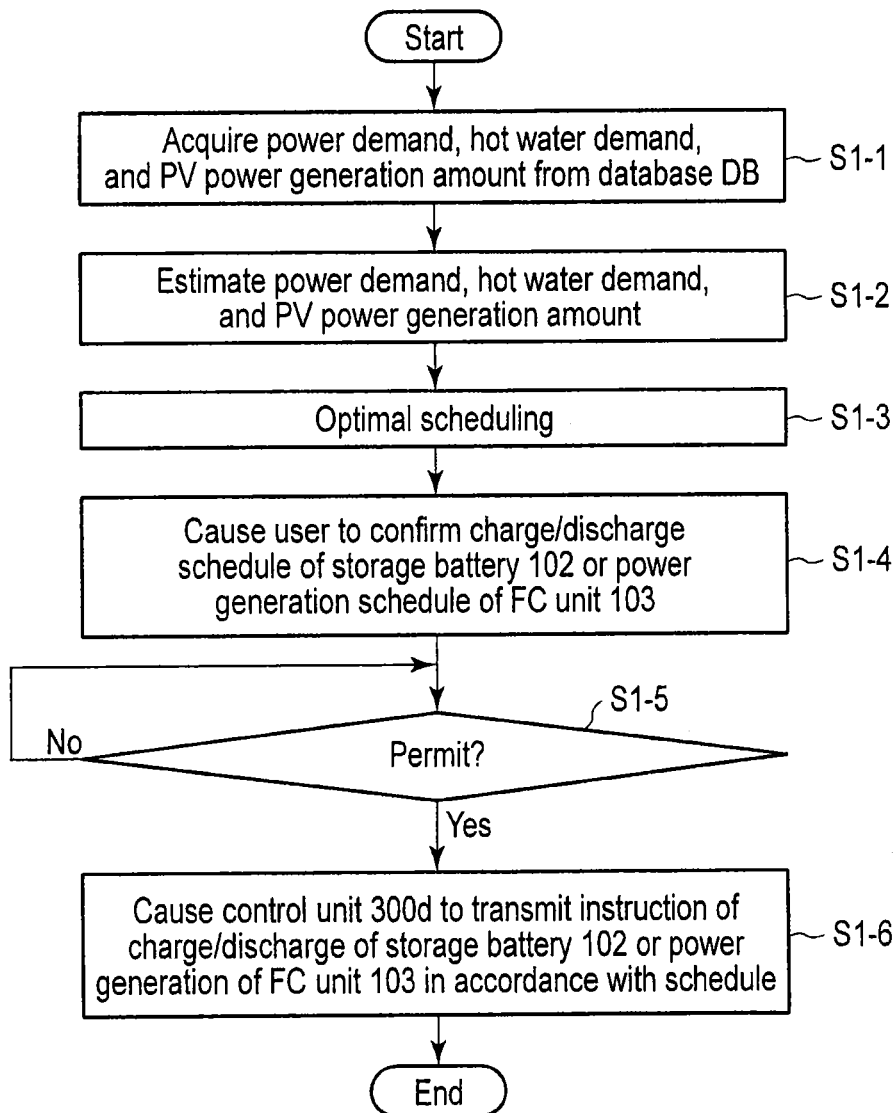 Start
Acquire power demand, hot water demand,
and PV power generation amount from database DB
S1-1
Estimate power demand, hot water demand,
and PV power generation amount
S1-2
Optimal scheduling
S1-3
Cause user to confirm charge/discharge
schedule of storage battery 102 or power
generation schedule of FC unit 103
S1-4
S1-5
No
Permit?
Yes
Cause control unit 300d to transmit instruction of
charge/discharge of storage battery 102 or power
generation of FC unit 103 in accordance with schedule
S1-6
End